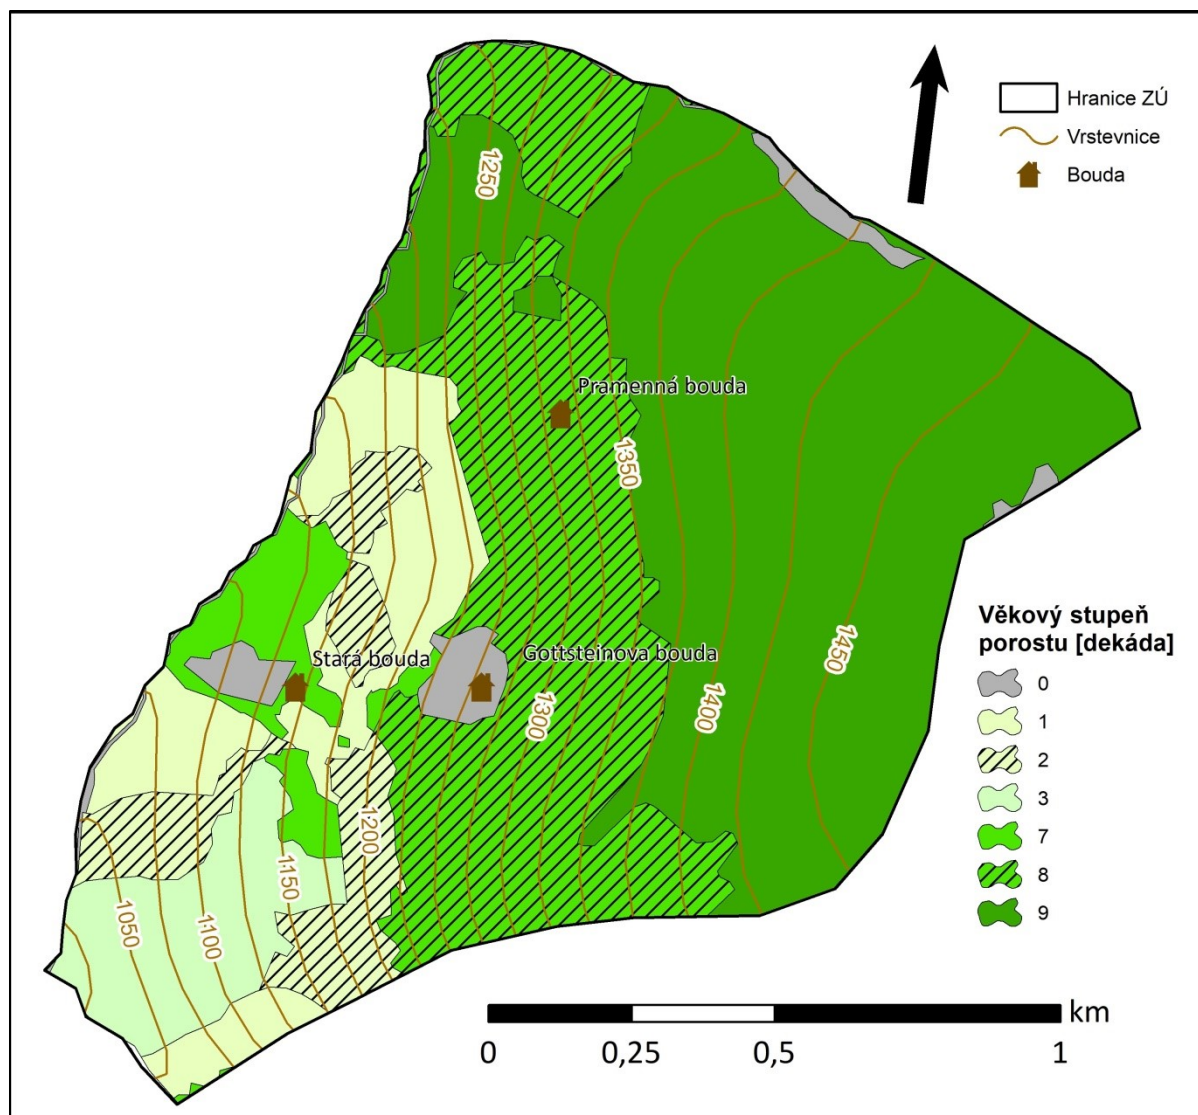 Hranice ZÚ
Vrstevnice
Bouda
1250
Pramenná bouda
1350
Stará bouda
Gottsteinova bouda
1450
1400
1300
1200
1150
1100
1050
Věkový stupeň
porostu [dekáda]
0
1
2
3
7
8
9
km
0 0,25 0,5 1